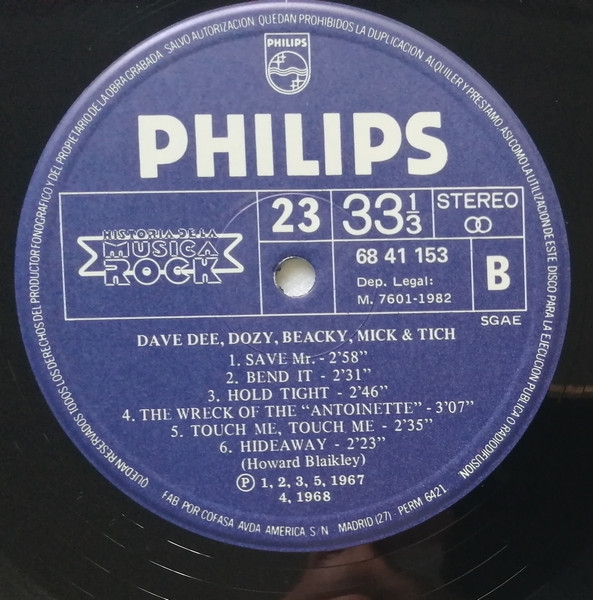 QUEDAN RESERVADOS TODOS LOS DERECHOS DEL PRODUCTOR FONOGRAFICO Y DEL PROPIETARIO DE LA OBRA GRABADA. SALVO AUTORIZACION QUEDAN PROHIBIDOS LA DUPLICACION, ALQUILER Y PRESTAMO, ASI COMO LA UTILIZACION DE ESTE DISCO PARA LA EJECUCION PUBLICA O RADIODIFUSION.
PHILIPS
PHILIPS
HISTORIA DE LA
MUSICA
ROCK
23
33 1/3
STEREO
68 41 153
Dep. Legal:
M. 7601-1982
B
SGAE
DAVE DEE, DOZY, BEACKY, MICK & TICH
1. SAVE Mr. - 2'58’’
2. BEND IT - 2'31’’
3. HOLD TIGHT - 2'46’’
4. THE WRECK OF THE “ANTOINETTE” - 3'07’’
5. TOUCH ME, TOUCH ME - 2'35’’
6. HIDEAWAY - 2'23’’
(Howard Blaikley)
Ⓟ 1, 2, 3, 5, 1967
4, 1968
FAB. POR COFASA AVDA AMERICA S/N - MADRID (27) PERM 6421